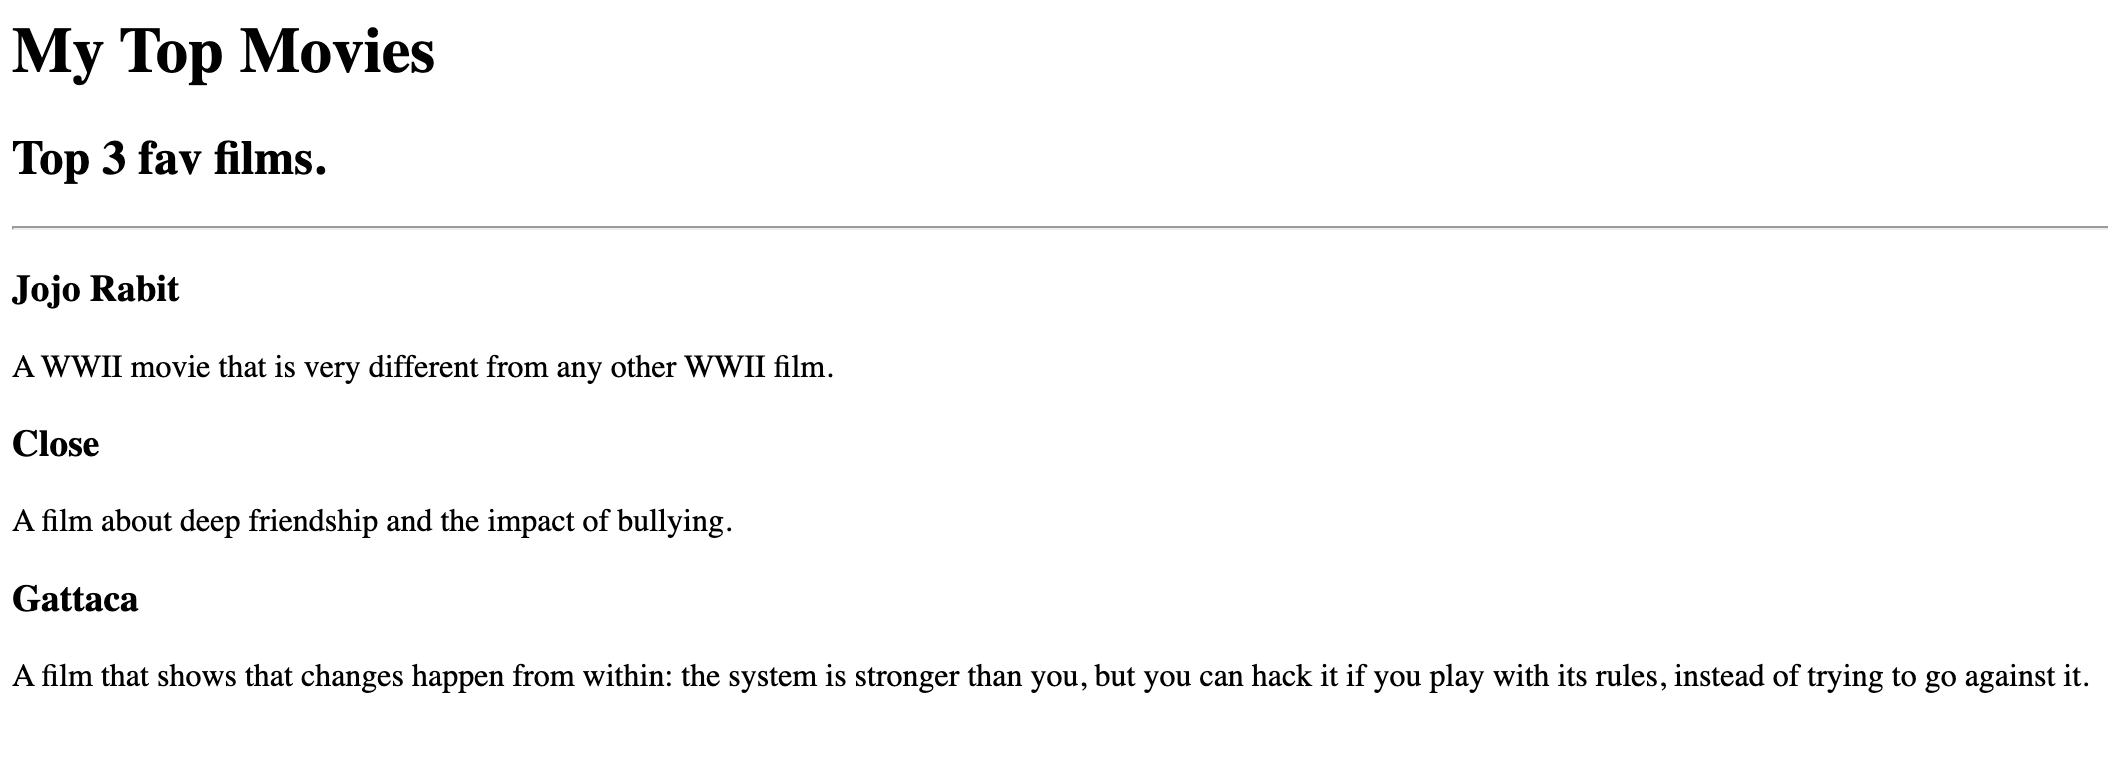 My Top Movies
Top 3 fav films.
Jojo Rabit
A WWII movie that is very different from any other WWII film.
Close
A film about deep friendship and the impact of bullying.
Gattaca
A film that shows that changes happen from within: the system is stronger than you, but you can hack it if you play with its rules, instead of trying to go against it.